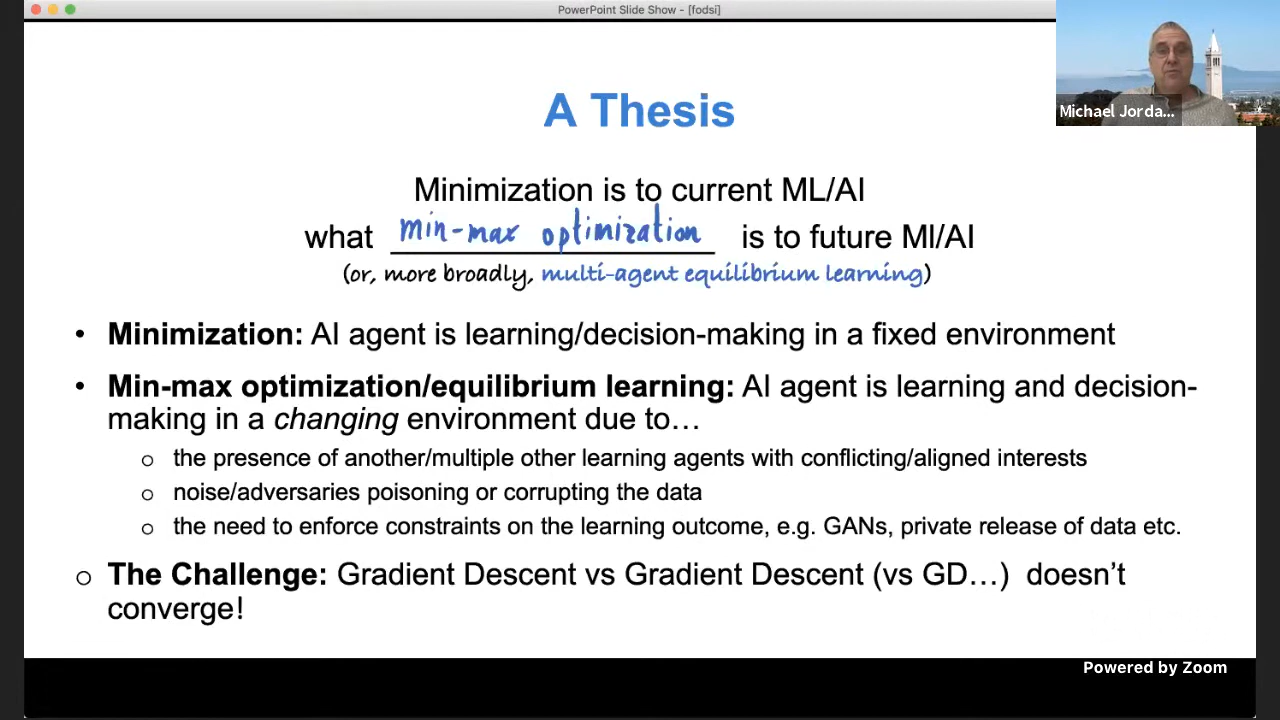 PowerPoint Slide Show - [fodsi]
Michael Jorda...
A Thesis
Minimization is to current ML/AI
what min-max optimization is to future Ml/AI
(or, more broadly, multi-agent equilibrium learning)
• Minimization: AI agent is learning/decision-making in a fixed environment
• Min-max optimization/equilibrium learning: AI agent is learning and decision-
making in a changing environment due to…
o the presence of another/multiple other learning agents with conflicting/aligned interests
o noise/adversaries poisoning or corrupting the data
o the need to enforce constraints on the learning outcome, e.g. GANs, private release of data etc.
o The Challenge: Gradient Descent vs Gradient Descent (vs GD…) doesn’t
converge!
Powered by Zoom